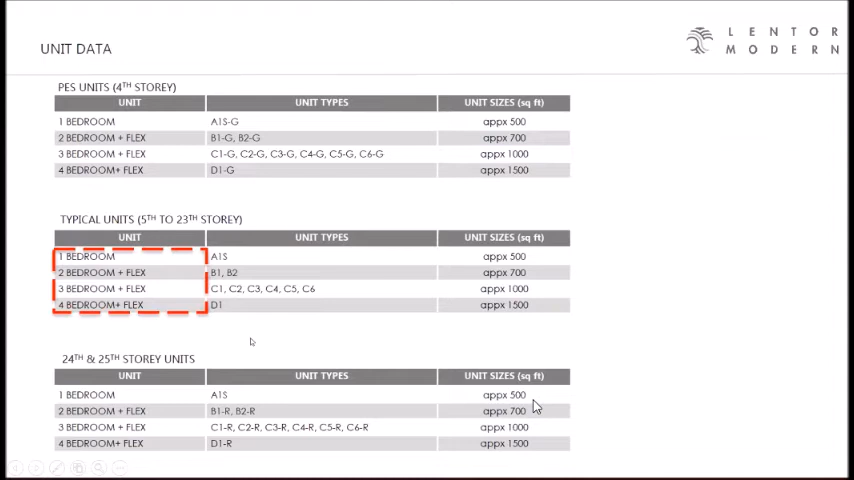 LENTOR
MODERN
UNIT DATA
PES UNITS (4TH STOREY)
UNIT UNIT TYPES UNIT SIZES (sq ft)
1 BEDROOM A1S-G appx 500
2 BEDROOM + FLEX B1-G, B2-G appx 700
3 BEDROOM + FLEX C1-G, C2-G, C3-G, C4-G, C5-G, C6-G appx 1000
4 BEDROOM+ FLEX D1-G appx 1500
TYPICAL UNITS (5TH TO 23TH STOREY)
UNIT UNIT TYPES UNIT SIZES (sq ft)
1 BEDROOM A1S appx 500
2 BEDROOM + FLEX B1, B2 appx 700
3 BEDROOM + FLEX C1, C2, C3, C4, C5, C6 appx 1000
4 BEDROOM+ FLEX D1 appx 1500
24TH & 25TH STOREY UNITS
UNIT UNIT TYPES UNIT SIZES (sq ft)
1 BEDROOM A1S appx 500
2 BEDROOM + FLEX B1-R, B2-R appx 700
3 BEDROOM + FLEX C1-R, C2-R, C3-R, C4-R, C5-R, C6-R appx 1000
4 BEDROOM+ FLEX D1-R appx 1500